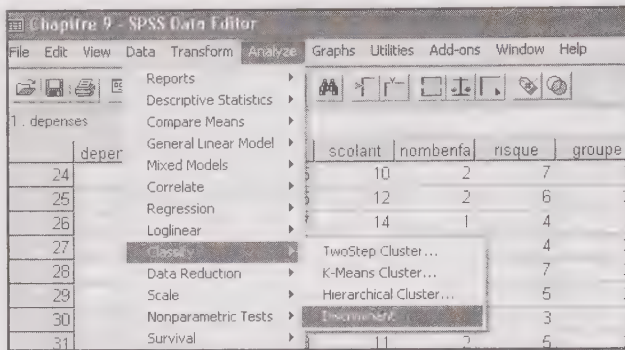 Chapitre 9 - SPSS Data Editor
File Edit View Data Transform Analyze Graphs Utilities Add-ons Window Help
1 . depenses
Reports
Descriptive Statistics
Compare Means
General Linear Model
Mixed Models
Correlate
Regression
Loglinear
Classify
Data Reduction
Scale
Nonparametric Tests
Survival
TwoStep Cluster...
K-Means Cluster...
Hierarchical Cluster...
Discriminant...
depen scolant nombenfa risque groupe
24 10 2 7
25 12 2 6
26 14 1 4
27 4
28 7
29 5
30 3
31 11 2 5